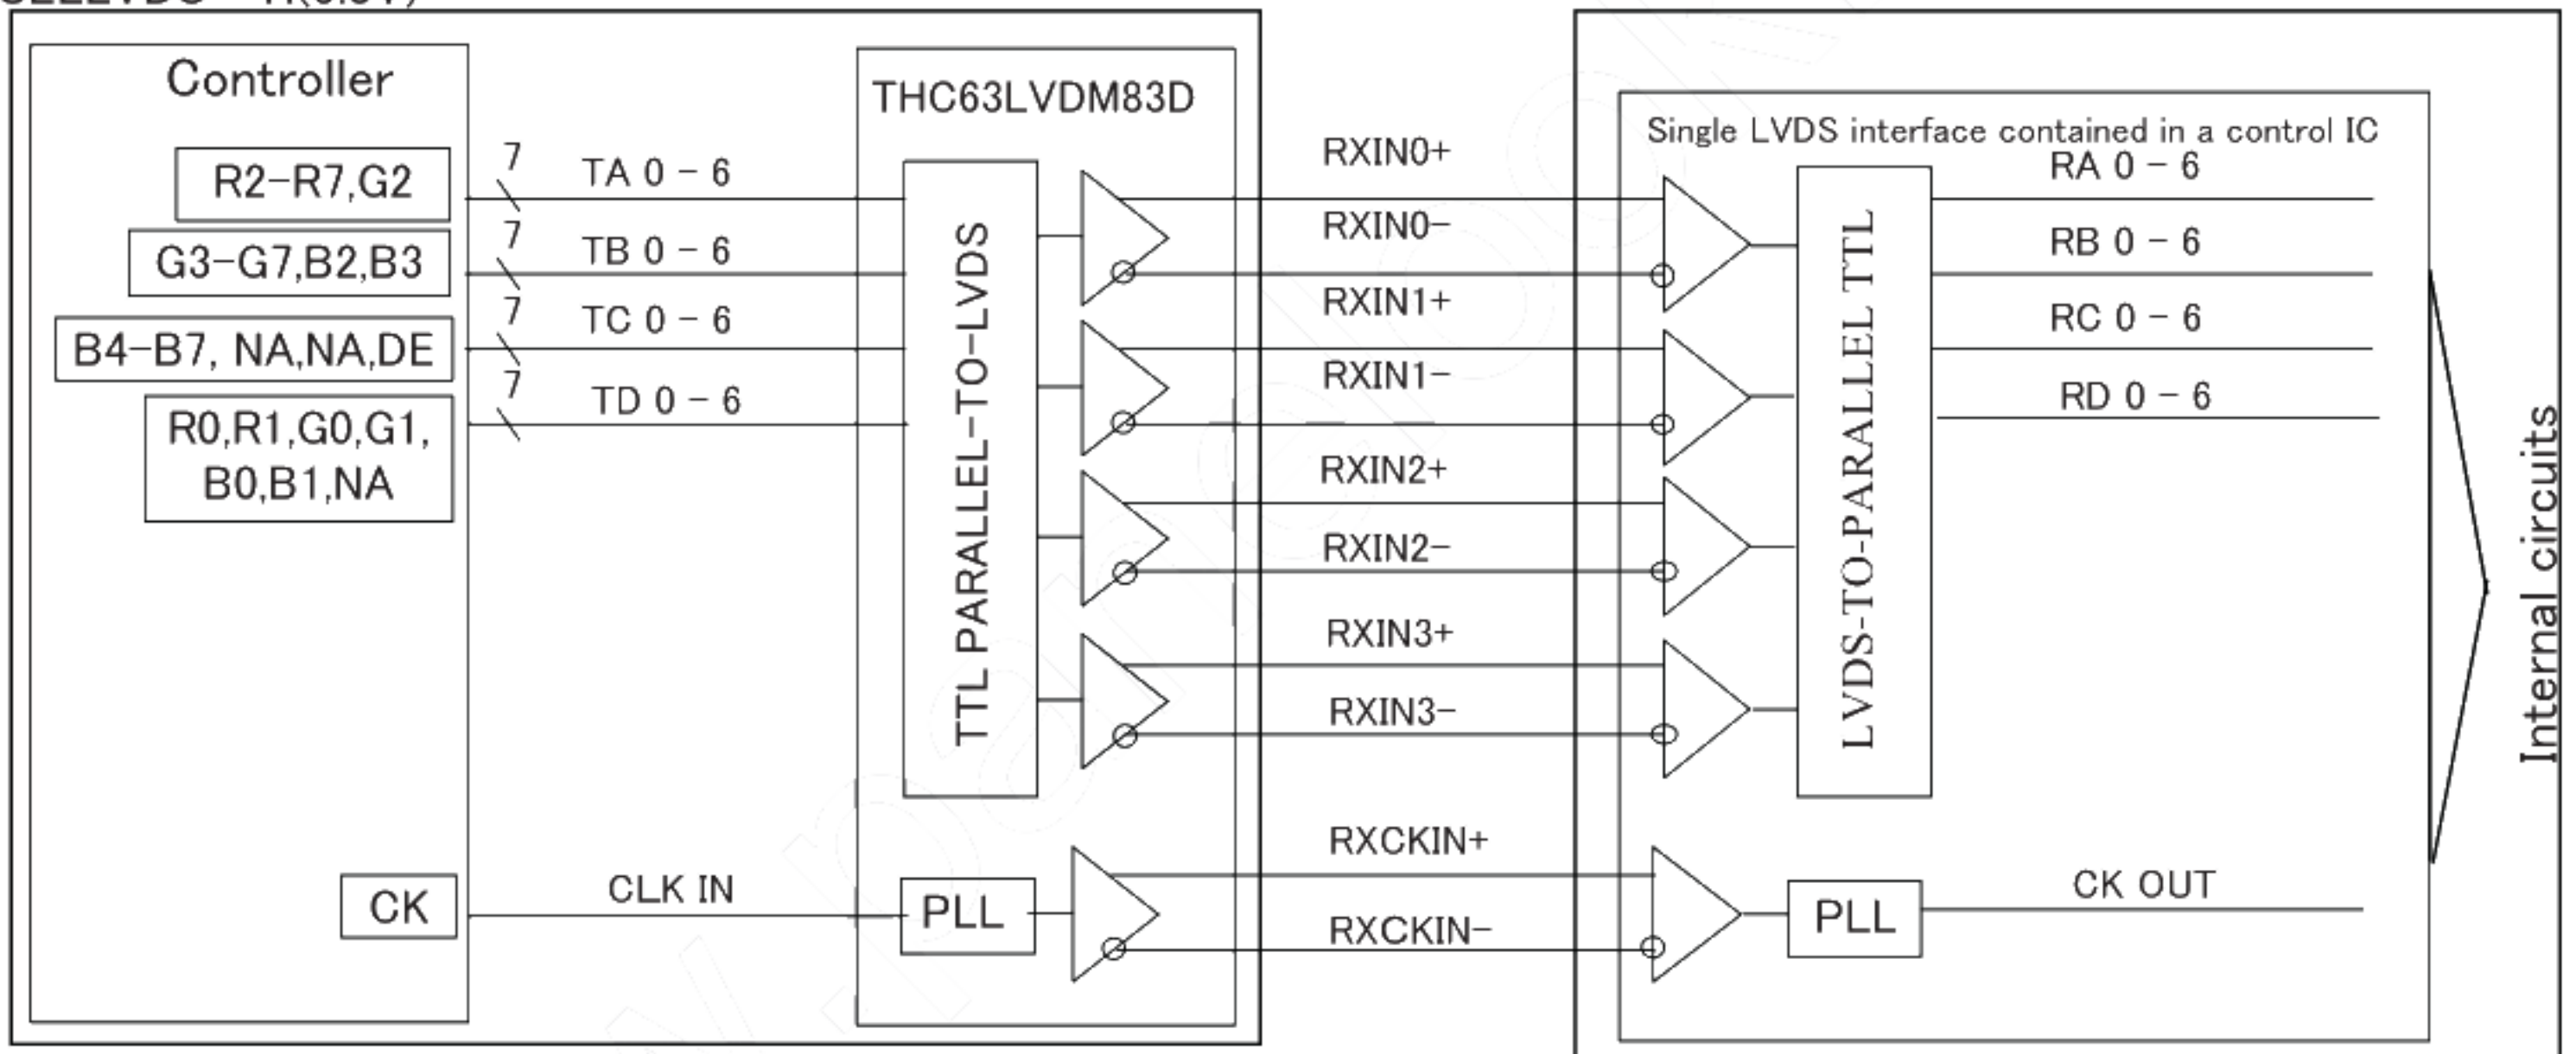 Controller
R2-R7,G2
G3-G7,B2,B3
B4-B7, NA,NA,DE
R0,R1,G0,G1,
B0,B1,NA
CK
7
TA 0 - 6
7
TB 0 - 6
7
TC 0 - 6
7
TD 0 - 6
CLK IN
THC63LVDM83D
TTL PARALLEL-TO-LVDS
PLL
RXIN0+
RXIN0-
RXIN1+
RXIN1-
RXIN2+
RXIN2-
RXIN3+
RXIN3-
RXCKIN+
RXCKIN-
Single LVDS interface contained in a control IC
LVDS-TO-PARALLEL TTL
PLL
RA 0 - 6
RB 0 - 6
RC 0 - 6
RD 0 - 6
CK OUT
Internal circuits